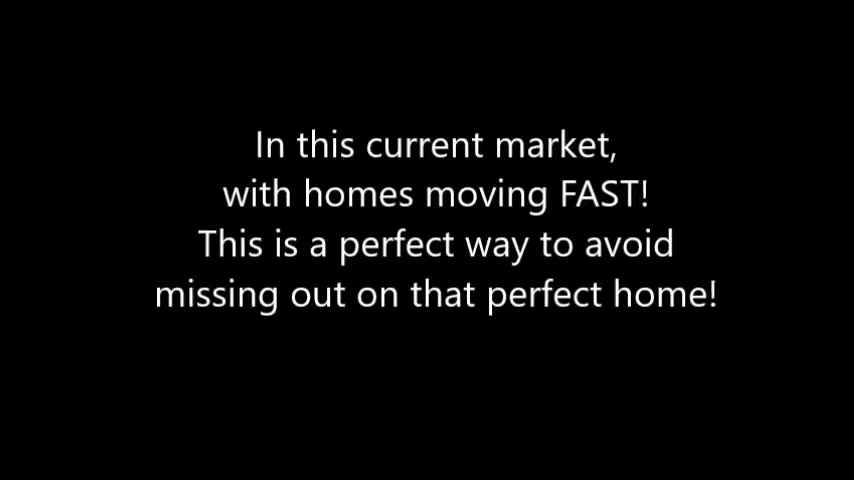 In this current market,
with homes moving FAST!
This is a perfect way to avoid
missing out on that perfect home!